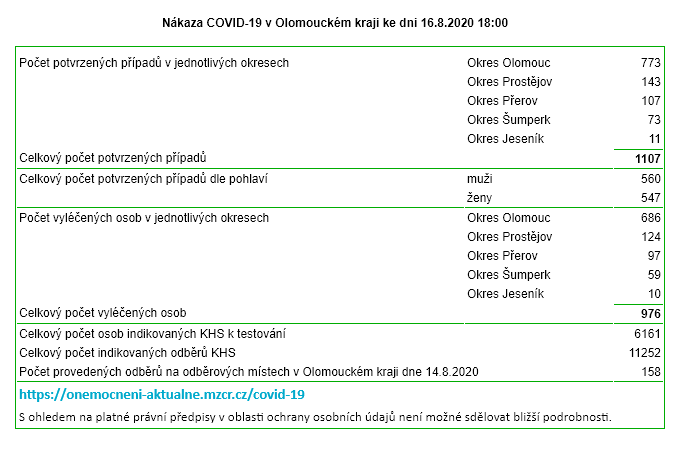 Nákaza COVID-19 v Olomouckém kraji ke dni 16.8.2020 18:00
Počet potvrzených případů v jednotlivých okresech Okres Olomouc 773
Okres Prostějov 143
Okres Přerov 107
Okres Šumperk 73
Okres Jeseník 11
Celkový počet potvrzených případů 1107
Celkový počet potvrzených případů dle pohlaví muži 560
ženy 547
Počet vyléčených osob v jednotlivých okresech Okres Olomouc 686
Okres Prostějov 124
Okres Přerov 97
Okres Šumperk 59
Okres Jeseník 10
Celkový počet vyléčených osob 976
Celkový počet osob indikovaných KHS k testování 6161
Celkový počet indikovaných odběrů KHS 11252
Počet provedených odběrů na odběrových místech v Olomouckém kraji dne 14.8.2020 158
https://onemocneni-aktualne.mzcr.cz/covid-19
S ohledem na platné právní předpisy v oblasti ochrany osobních údajů není možné sdělovat bližší podrobnosti.